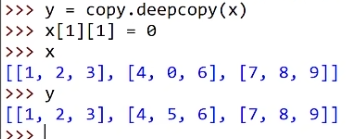 >>> y = copy.deepcopy(x)
>>> x[1][1] = 0
>>> x
[[1, 2, 3], [4, 0, 6], [7, 8, 9]]
>>> y
[[1, 2, 3], [4, 5, 6], [7, 8, 9]]
>>>